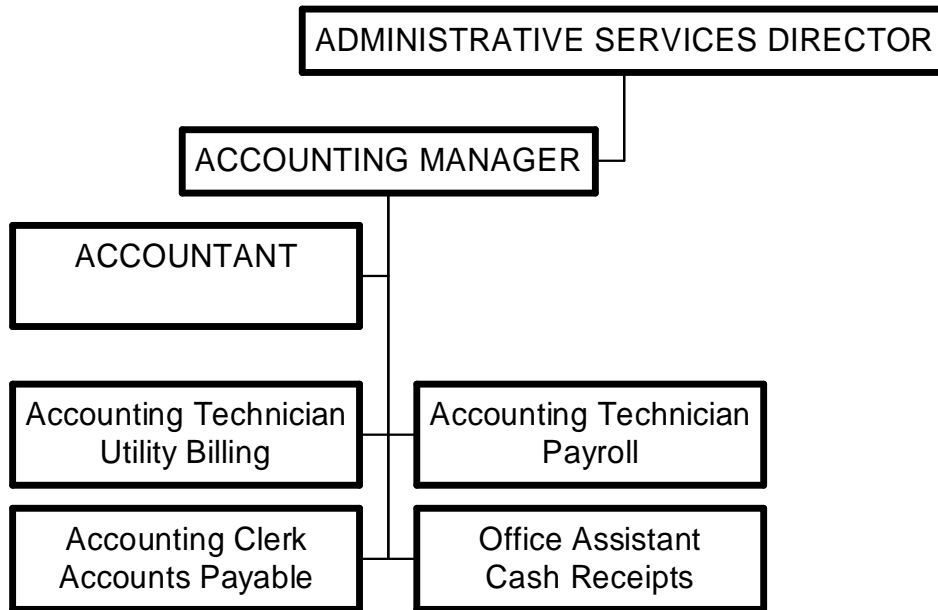 ADMINISTRATIVE SERVICES DIRECTOR
ACCOUNTING MANAGER
ACCOUNTANT
Accounting Technician
Utility Billing
Accounting Technician
Payroll
Accounting Clerk
Accounts Payable
Office Assistant
Cash Receipts